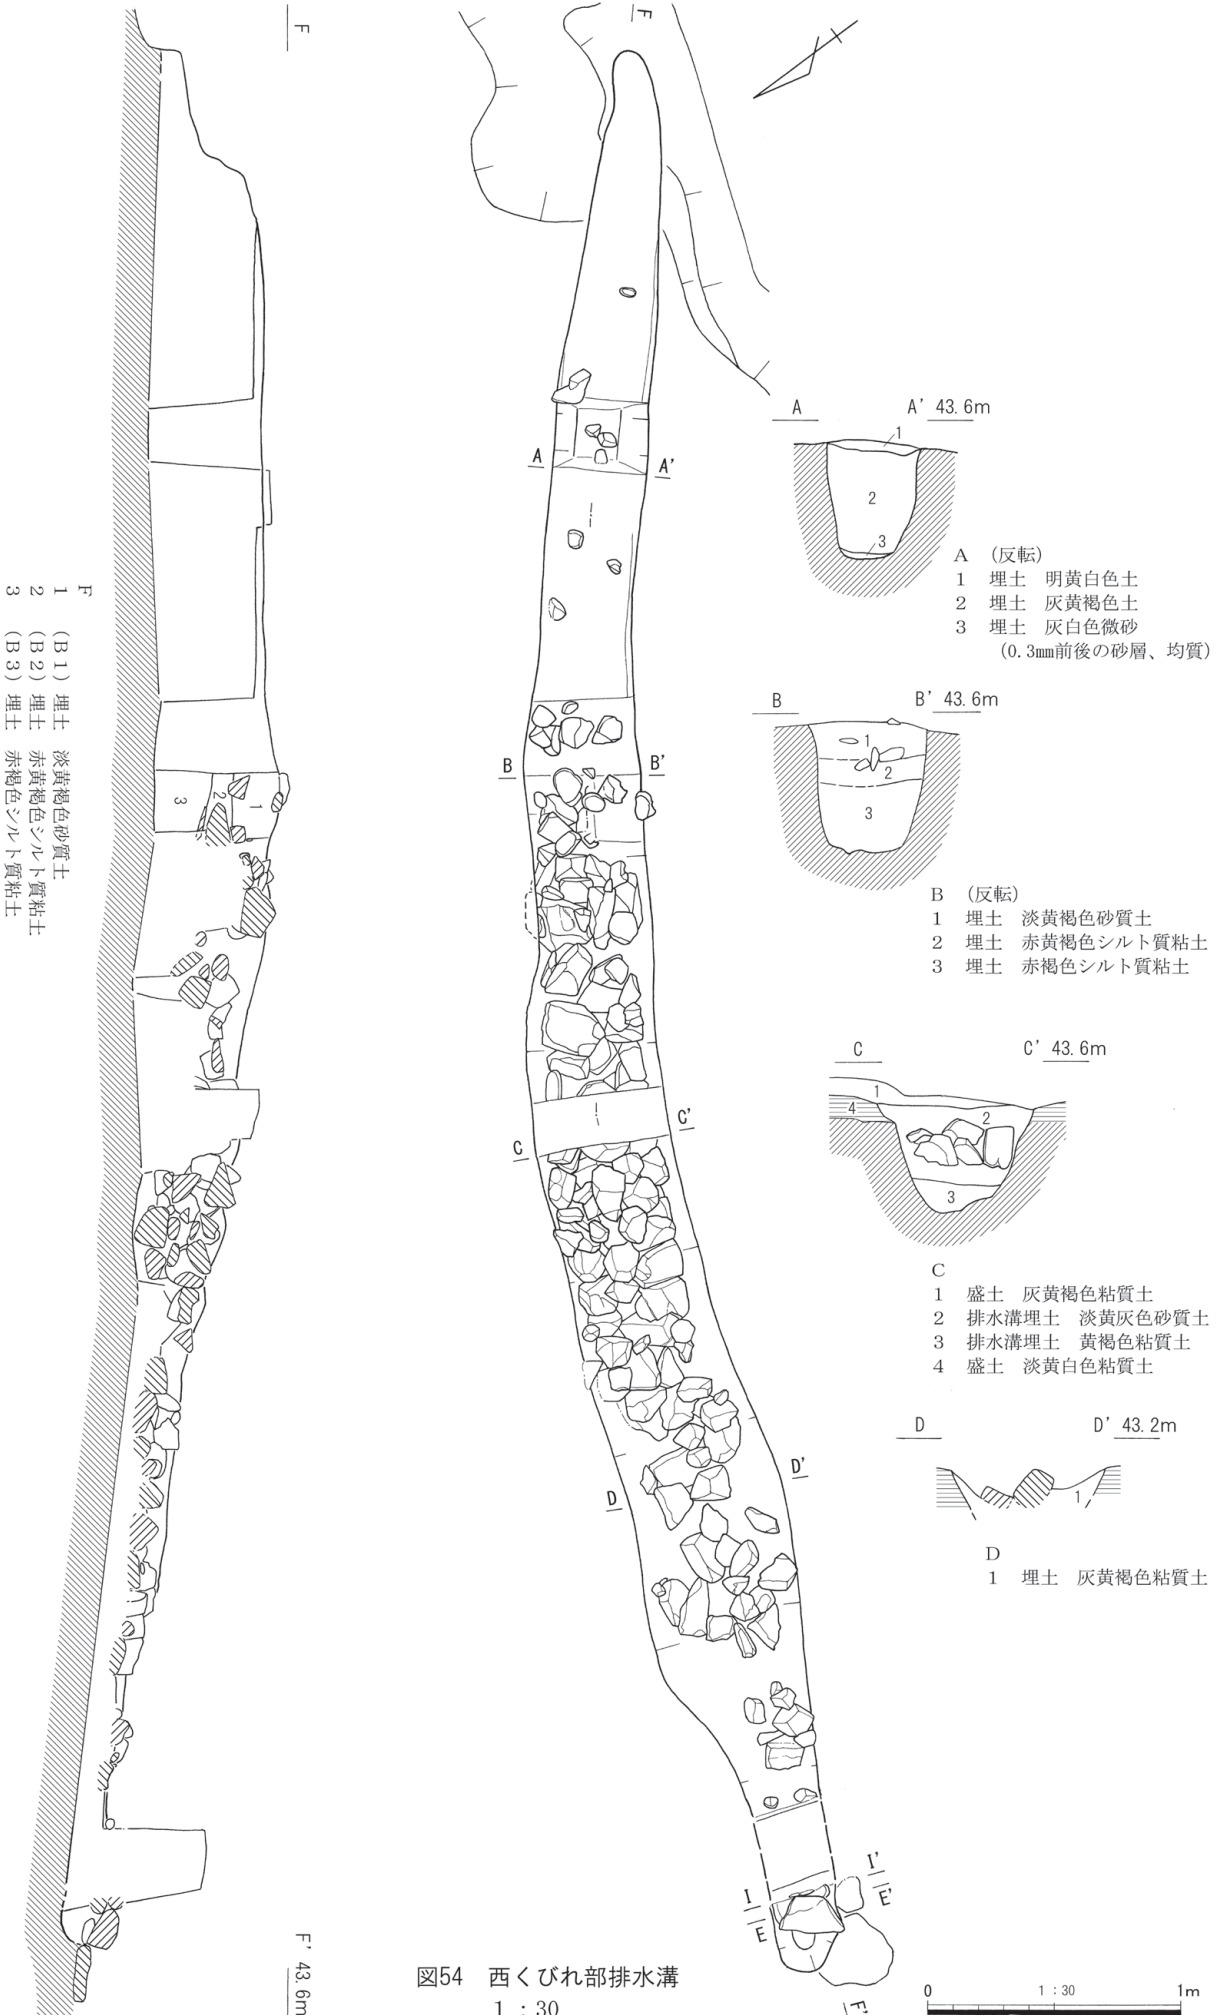 F
F
A
A'
B
B'
C
C'
D
D'
I
I'
E
E'
F'
A A' 43.6m
1
2
3
A (反転)
1 埋土 明黄白色土
2 埋土 灰黄褐色土
3 埋土 灰白色微砂
(0.3㎜前後の砂層、均質)
B B' 43.6m
1
2
3
B (反転)
1 埋土 淡黄褐色砂質土
2 埋土 赤黄褐色シルト質粘土
3 埋土 赤褐色シルト質粘土
C C' 43.6m
1
4
2
3
C
1 盛土 灰黄褐色粘質土
2 排水溝埋土 淡黄灰色砂質土
3 排水溝埋土 黄褐色粘質土
4 盛土 淡黄白色粘質土
D D' 43.2m
1
D
1 埋土 灰黄褐色粘質土
1
2
3
F
1 (B1) 埋土 淡黄褐色砂質土
2 (B2) 埋土 赤黄褐色シルト質粘土
3 (B3) 埋土 赤褐色シルト質粘土
F' 43.6m
図54 西くびれ部排水溝
1:30
0 1:30 1m